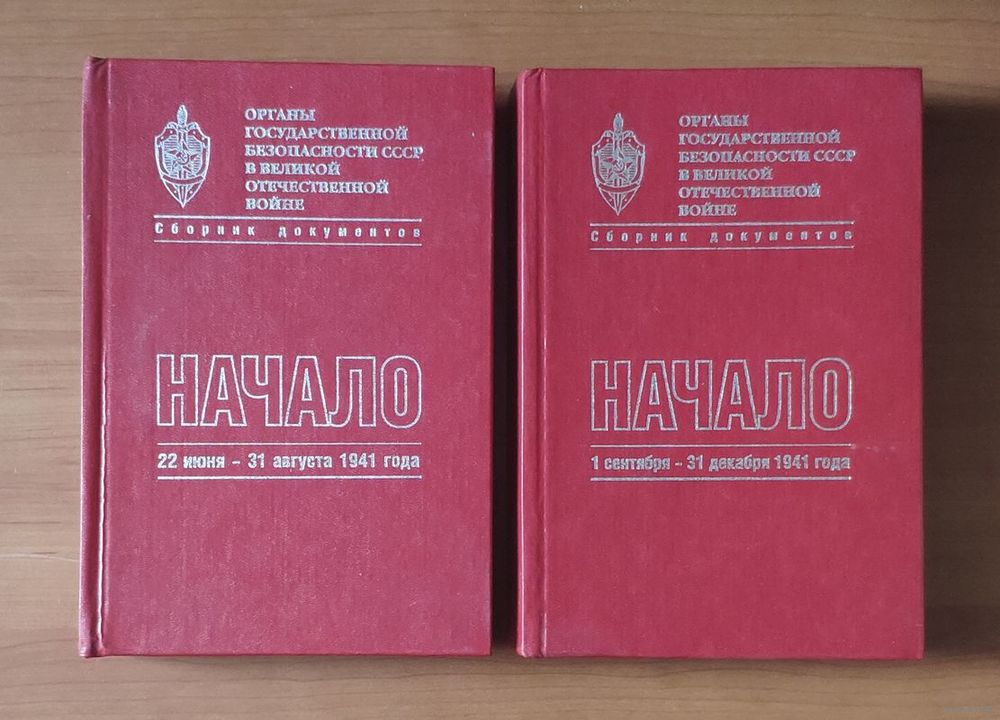 ОРГАНЫ
ГОСУДАРСТВЕННОЙ
БЕЗОПАСНОСТИ СССР
В ВЕЛИКОЙ
ОТЕЧЕСТВЕННОЙ
ВОЙНЕ
Сборник документов
НАЧАЛО
22 июня - 31 августа 1941 года
ОРГАНЫ
ГОСУДАРСТВЕННОЙ
БЕЗОПАСНОСТИ СССР
В ВЕЛИКОЙ
ОТЕЧЕСТВЕННОЙ
ВОЙНЕ
Сборник документов
НАЧАЛО
1 сентября - 31 декабря 1941 года